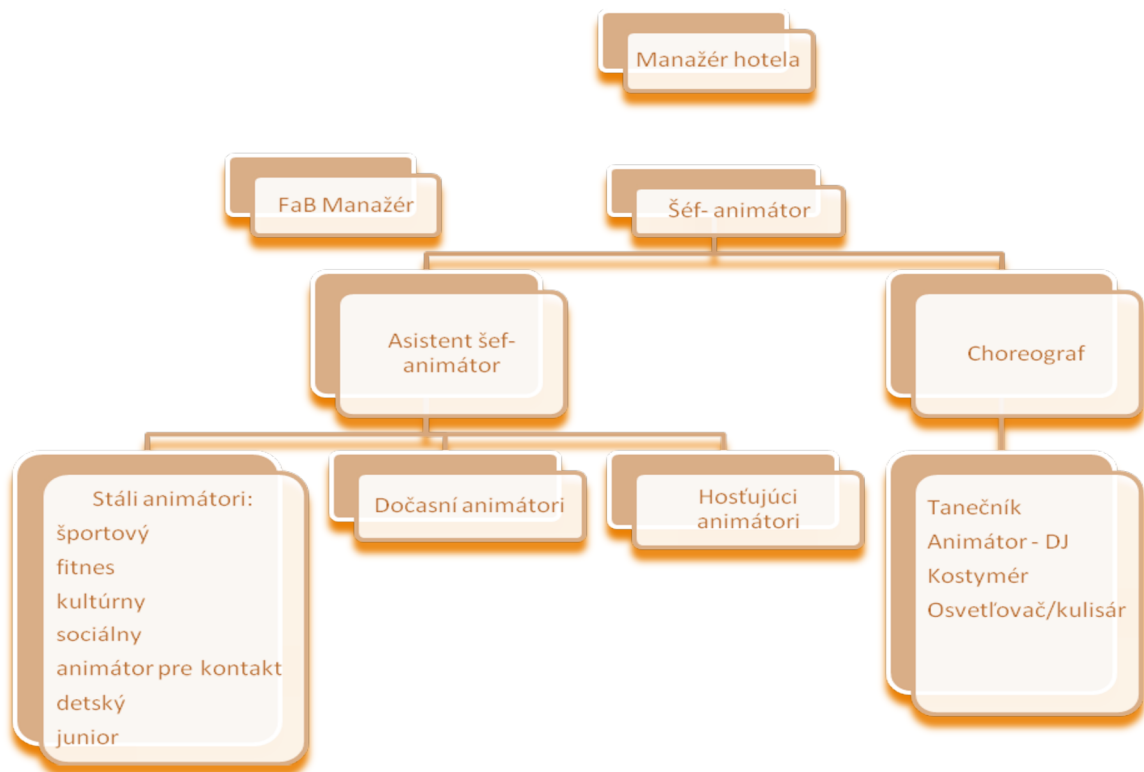 Manažér hotela
FaB Manažér
Šéf- animátor
Asistent šef-
animátor
Choreograf
Stáli animátori:
športový
fitnes
kultúrny
sociálny
animátor pre kontakt
detský
junior
Dočasní animátori
Hosťujúci
animátori
Tanečník
Animátor - DJ
Kostymér
Osvetľovač/kulisár